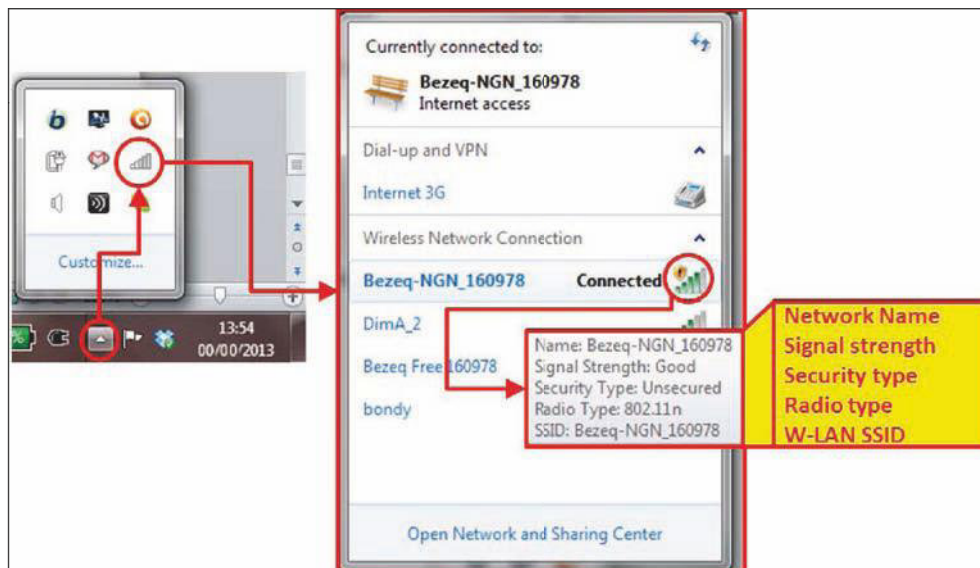 Customize...
13:54
00/00/2013
Currently connected to:
Bezeq-NGN_160978
Internet access
Dial-up and VPN
Internet 3G
Wireless Network Connection
Bezeq-NGN_160978 Connected
DimA_2
Bezeq Free 160978
bondy
Name: Bezeq-NGN_160978
Signal Strength: Good
Security Type: Unsecured
Radio Type: 802.11n
SSID: Bezeq-NGN_160978
Open Network and Sharing Center
Network Name
Signal strength
Security type
Radio type
W-LAN SSID